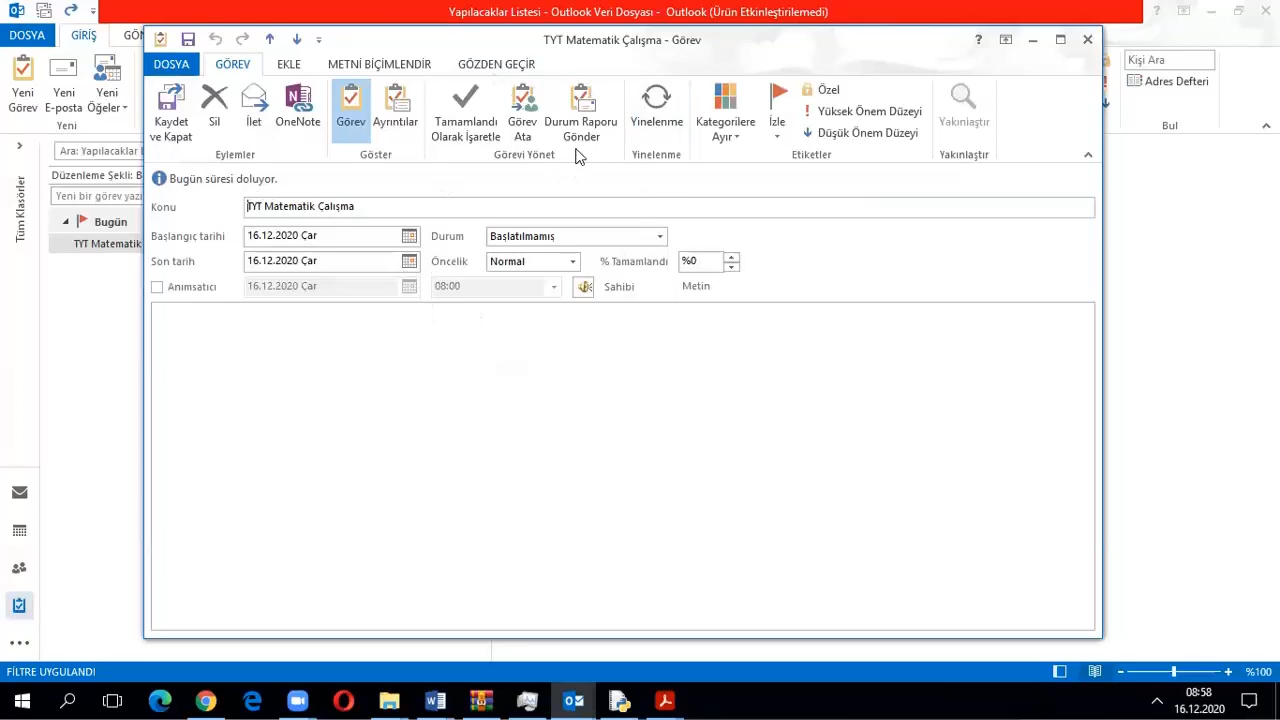 Yapılacaklar Listesi - Outlook Veri Dosyası - Outlook (Ürün Etkinleştirilemedi)
DOSYA GİRİŞ
TYT Matematik Çalışma - Görev
DOSYA GÖREV EKLE METNİ BİÇİMLENDİR GÖZDEN GEÇİR
Yeni Görev
Yeni E-posta
Yeni Öğeler
Yeni
Kaydet ve Kapat
Sil
İlet
OneNote
Eylemler
Görev
Ayrıntılar
Göster
Tamamlandı Olarak İşaretle
Görev Ata
Durum Raporu Gönder
Görevi Yönet
Yinelenme
Yinelenme
Kategorilere Ayır
İzle
Özel
Yüksek Önem Düzeyi
Düşük Önem Düzeyi
Etiketler
Yakınlaştır
Yakınlaştır
Kişi Ara
Adres Defteri
Bul
Tüm Klasörler
Ara: Yapılacaklar
Düzenleme Şekli: B
Yeni bir görev yazı
Bugün
TYT Matematik
Bugün süresi doluyor.
Konu TYT Matematik Çalışma
Başlangıç tarihi 16.12.2020 Çar Durum Başlatılmamış
Son tarih 16.12.2020 Çar Öncelik Normal % Tamamlandı %0
Anımsatıcı 16.12.2020 Çar 08:00 Sahibi Metin
FİLTRE UYGULANDI %100
08:58
16.12.2020